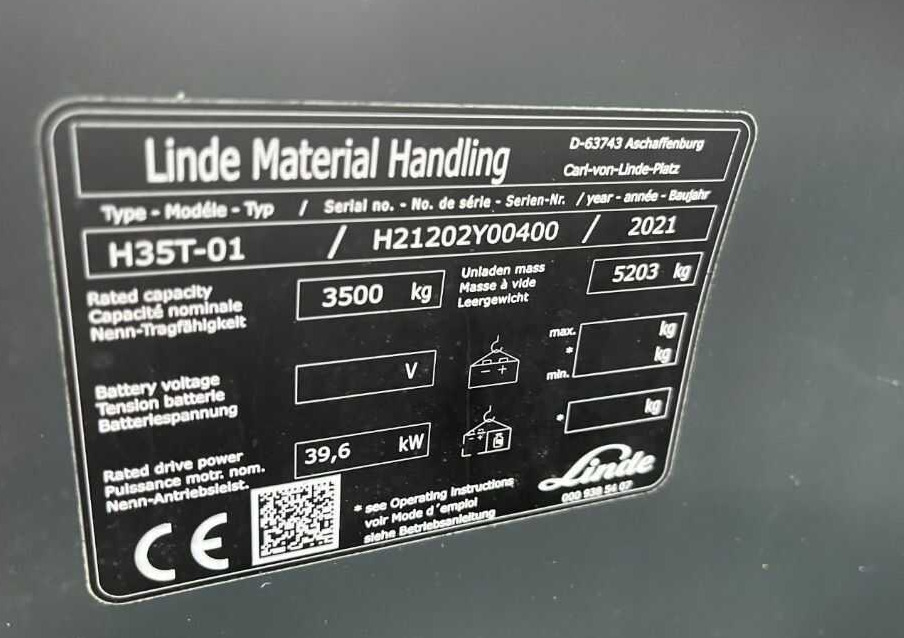 Linde Material Handling
D-63743 Aschaffenburg
Carl-von-Linde-Platz
Type - Modéle - Typ / Serial no. - No. de série - Serien-Nr. / year - année - Baujahr
H35T-01 / H21202Y00400 / 2021
Rated capacity
Capacité nominale
Nenn-Tragfähigkeit
3500 kg
Unladen mass
Masse à vide
Leergewicht
5203 kg
Battery voltage
Tension batterie
Batteriespannung
V
- +
max.
*
min.
kg
kg
Rated drive power
Puissance motr. nom.
Nenn-Antriebsleist.
39,6 kW
- +
*
kg
CE
* see Operating Instructions
voir Mode d'emploi
siehe Betriebsanleitung
Linde
000 938 54 07